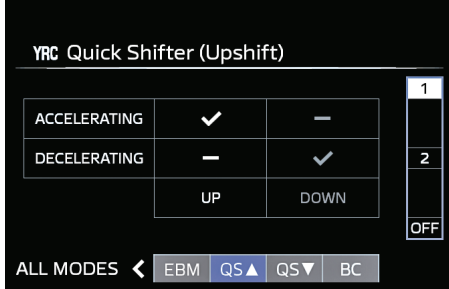 YRC Quick Shifter (Upshift)
1
ACCELERATING ✓ –
DECELERATING – ✓
2
UP DOWN
OFF
ALL MODES < EBM QS▲ QS▼ BC